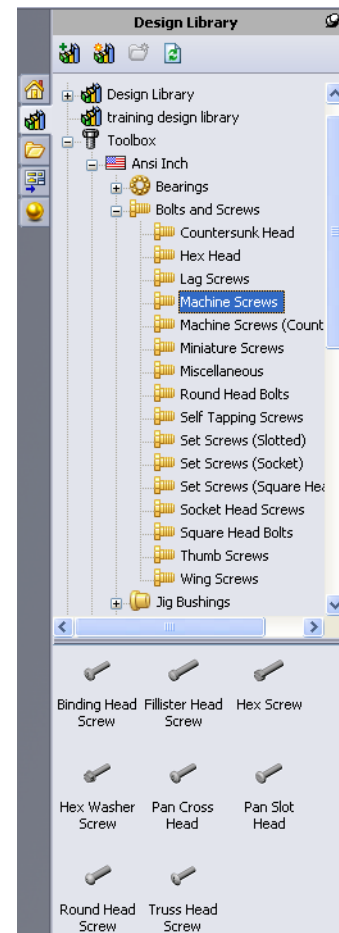 Design Library
Design Library
training design library
Toolbox
Ansi Inch
Bearings
Bolts and Screws
Countersunk Head
Hex Head
Lag Screws
Machine Screws
Machine Screws (Count
Miniature Screws
Miscellaneous
Round Head Bolts
Self Tapping Screws
Set Screws (Slotted)
Set Screws (Socket)
Set Screws (Square Hea
Socket Head Screws
Square Head Bolts
Thumb Screws
Wing Screws
Jig Bushings
Binding Head Fillister Head Hex Screw
Screw Screw
Hex Washer Pan Cross Pan Slot
Screw Head Head
Round Head Truss Head
Screw Screw